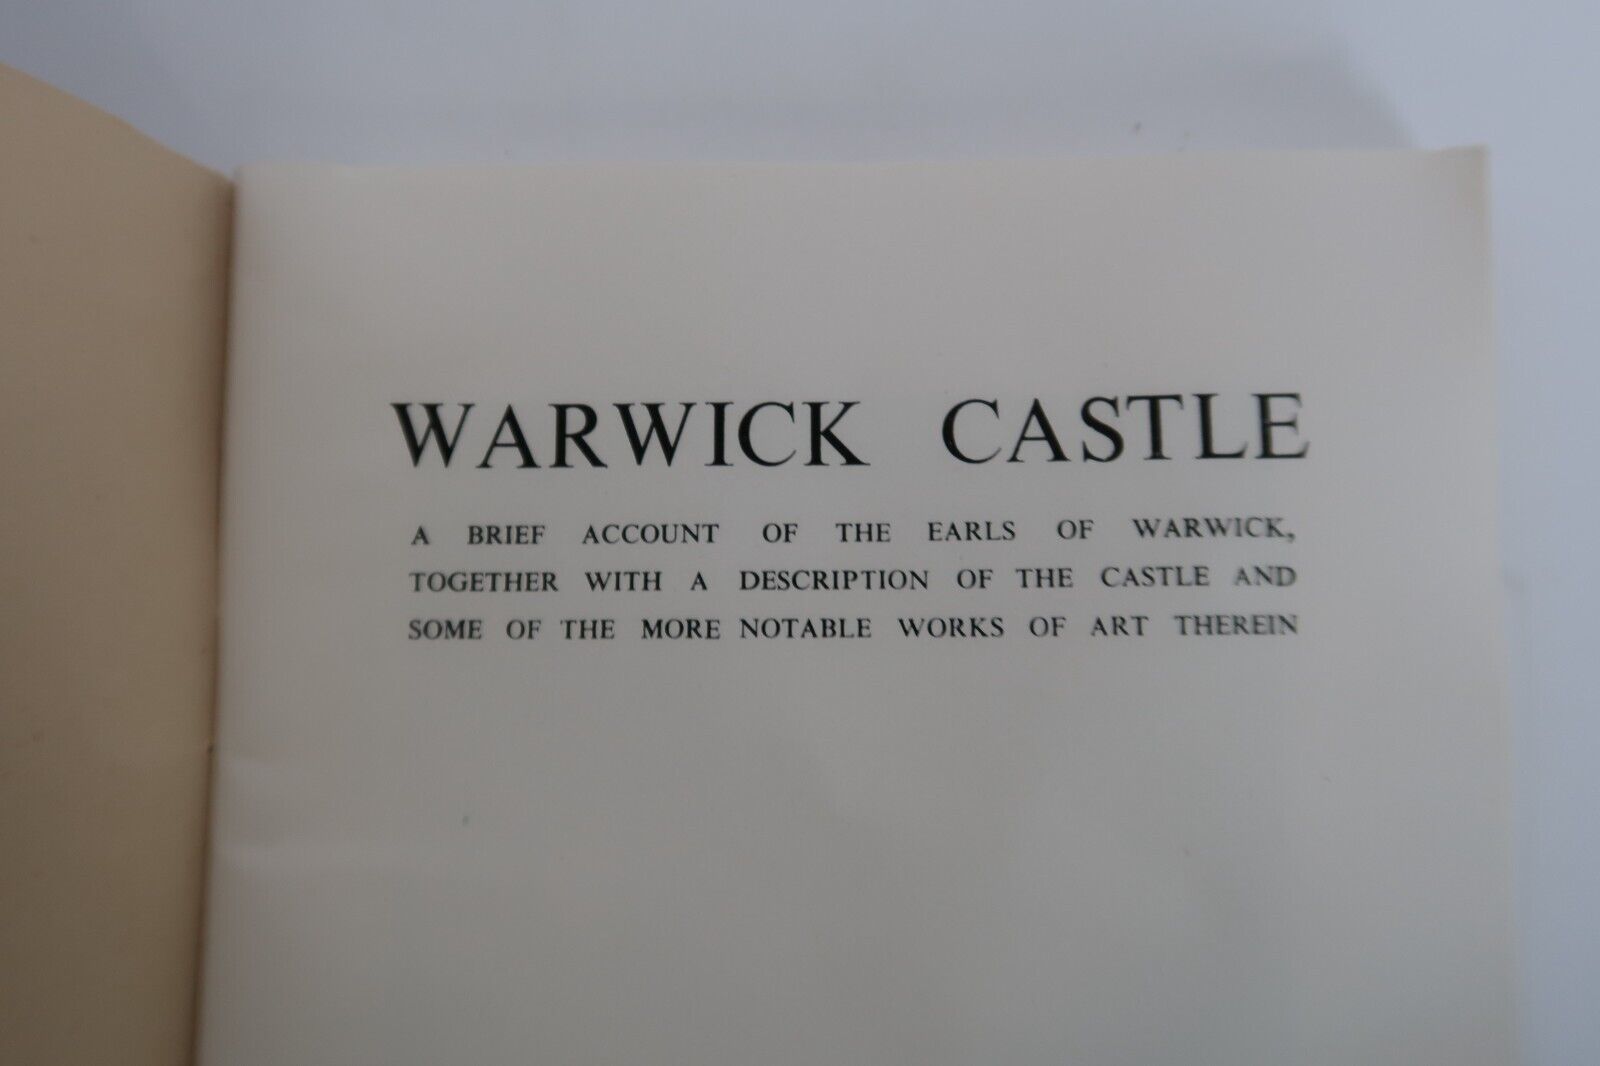 WARWICK CASTLE
A BRIEF ACCOUNT OF THE EARLS OF WARWICK,
TOGETHER WITH A DESCRIPTION OF THE CASTLE AND
SOME OF THE MORE NOTABLE WORKS OF ART THEREIN